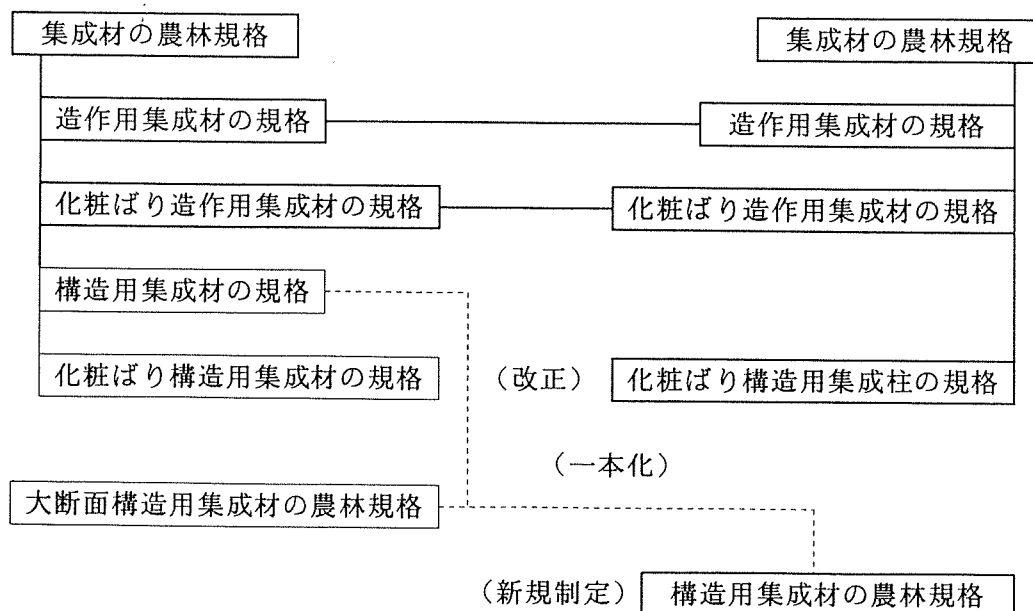 集成材の農林規格
集成材の農林規格
造作用集成材の規格
造作用集成材の規格
化粧ばり造作用集成材の規格
化粧ばり造作用集成材の規格
構造用集成材の規格
化粧ばり構造用集成材の規格
（改正）
化粧ばり構造用集成柱の規格
（一本化）
大断面構造用集成材の農林規格
（新規制定）
構造用集成材の農林規格